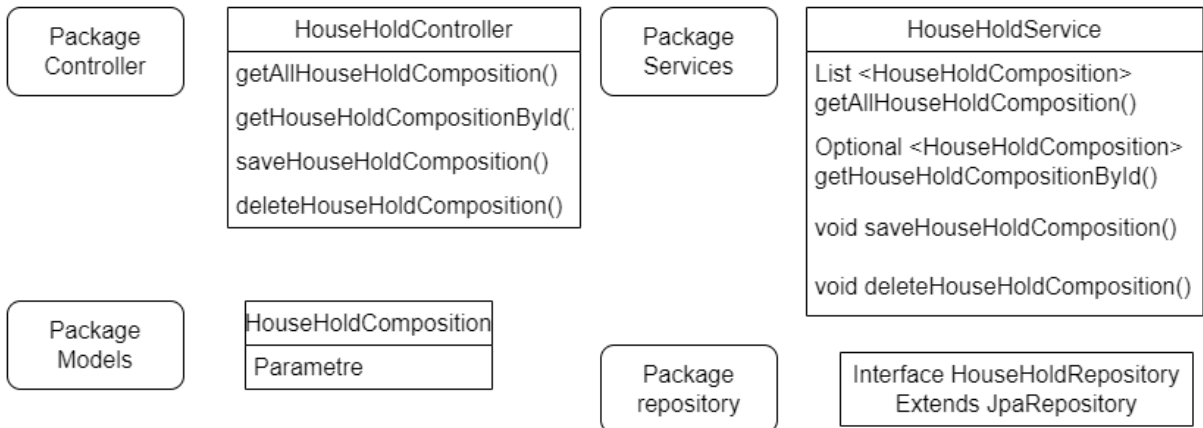 Package
Controller
HouseHoldController
getAllHouseHoldComposition()
getHouseHoldCompositionById()
saveHouseHoldComposition()
deleteHouseHoldComposition()
Package
Services
HouseHoldService
List <HouseHoldComposition>
getAllHouseHoldComposition()
Optional <HouseHoldComposition>
getHouseHoldCompositionById()
void saveHouseHoldComposition()
void deleteHouseHoldComposition()
Package
Models
HouseHoldComposition
Parametre
Package
repository
Interface HouseHoldRepository
Extends JpaRepository